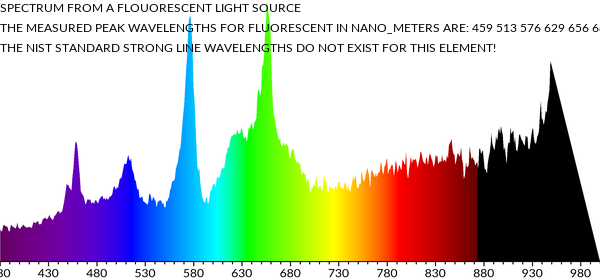 SPECTRUM FROM A FLOUORESCENT LIGHT SOURCE
THE MEASURED PEAK WAVELENGTHS FOR FLUORESCENT IN NANO_METERS ARE: 459 513 576 629 656 6
THE NIST STANDARD STRONG LINE WAVELENGTHS DO NOT EXIST FOR THIS ELEMENT!
30 430 480 530 580 630 680 730 780 830 880 930 980